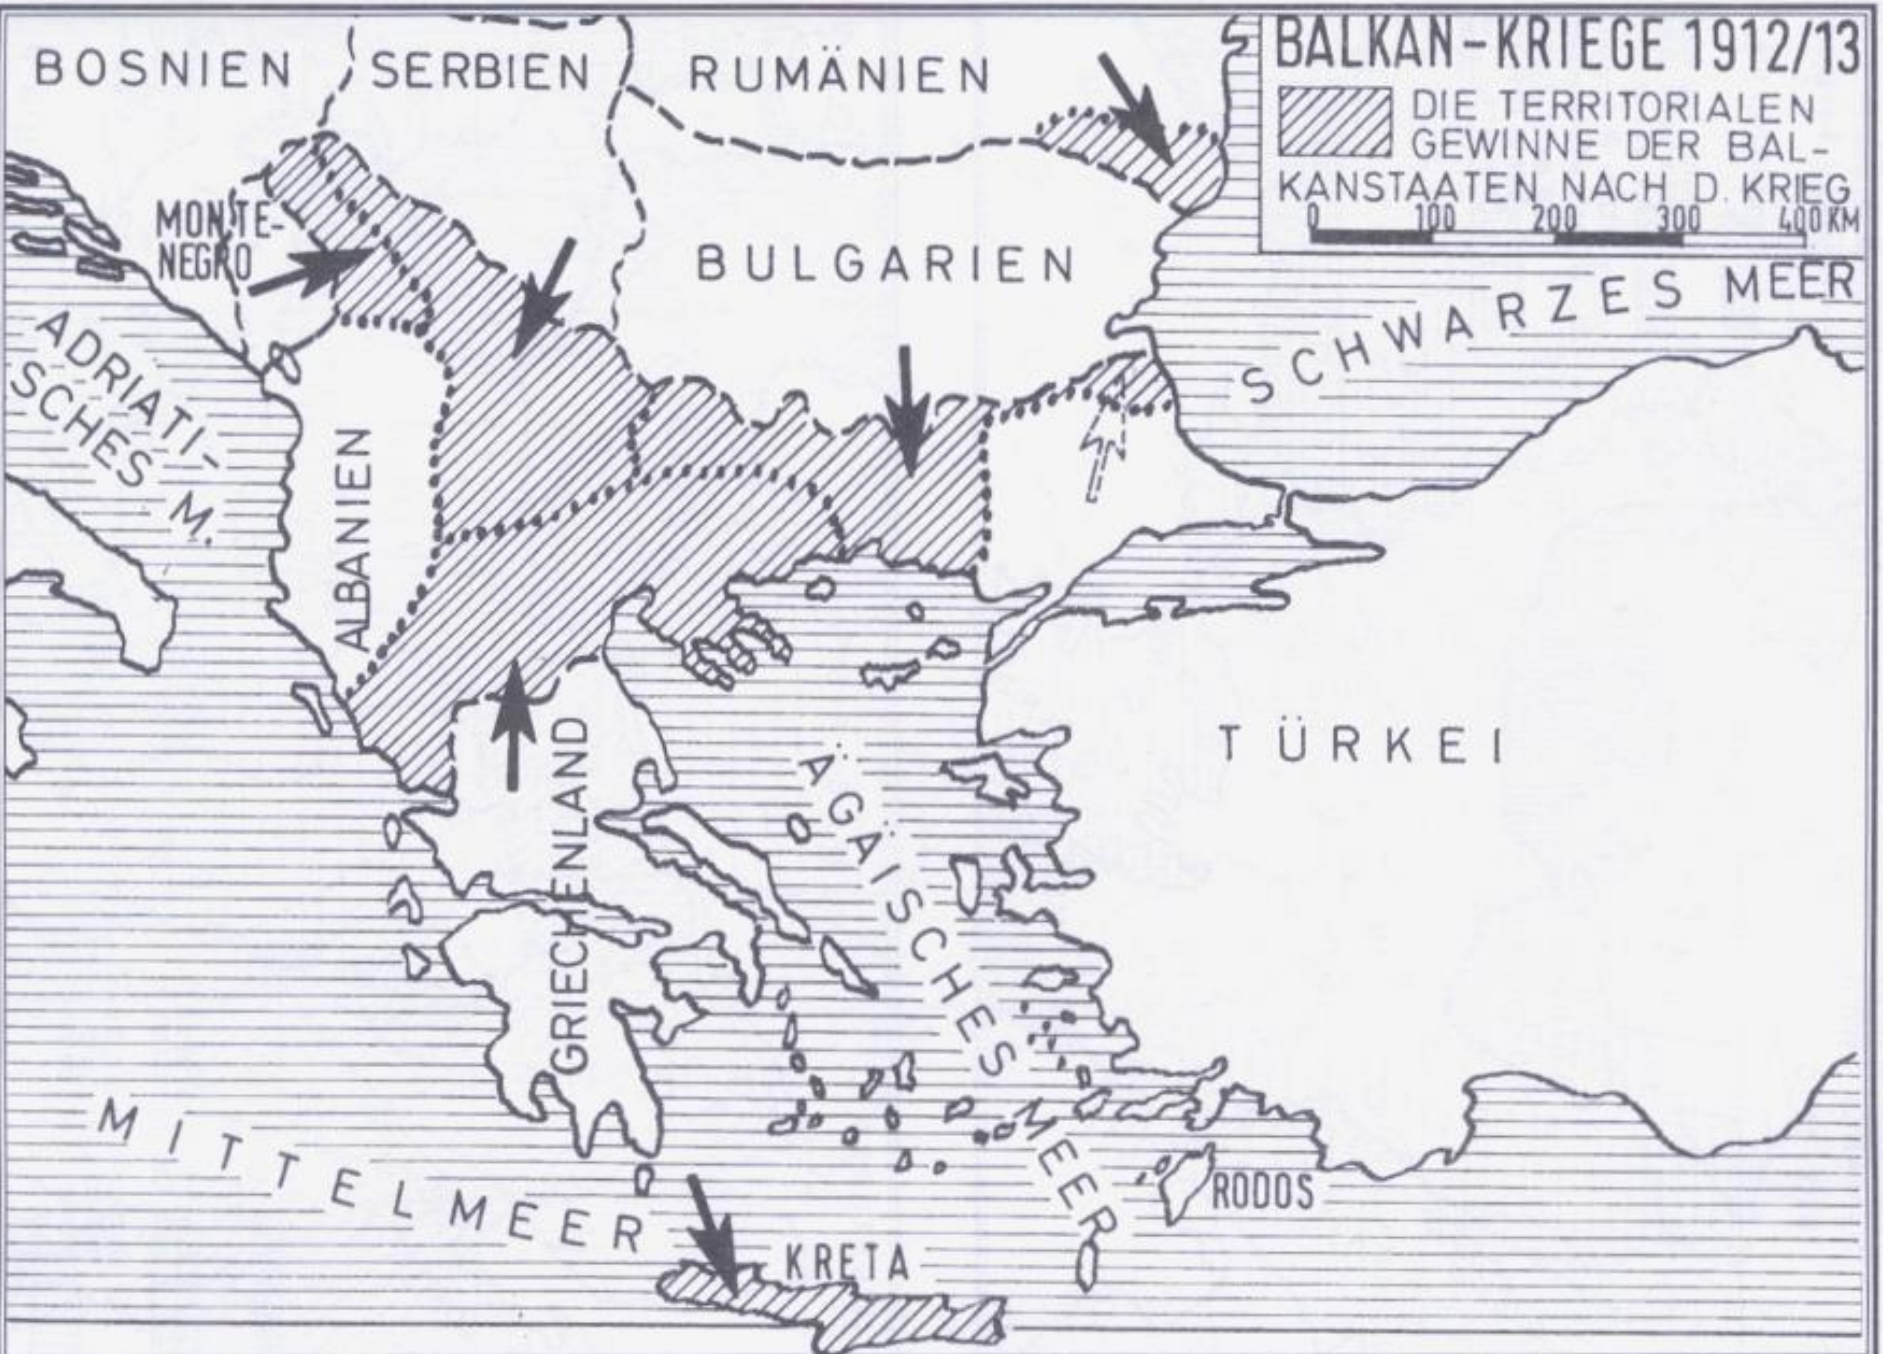 BALKAN-KRIEGE 1912/13
DIE TERRITORIALEN
GEWINNE DER BAL-
KANSTAATEN NACH D. KRIEG
0 100 200 300 400 KM
BOSNIEN
SERBIEN
RUMÄNIEN
MONTE-
NEGRO
BULGARIEN
SCHWARZES MEER
ADRIATI-
SCHES M.
ALBANIEN
TÜRKEI
GRIECHENLAND
ÄGÄISCHES MEER
MITTELMEER
RODOS
KRETA